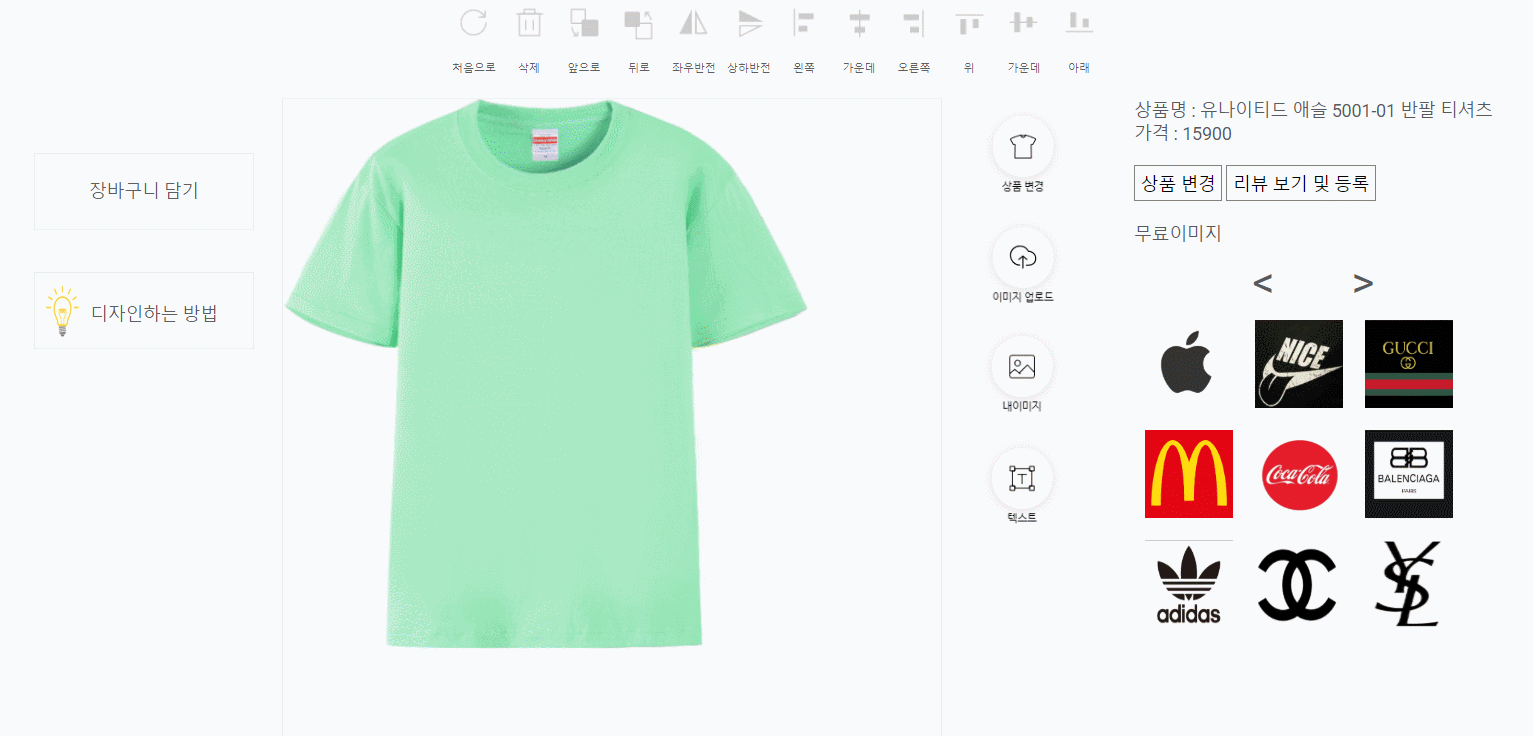 처음으로
삭제
앞으로
뒤로
좌우반전
상하반전
왼쪽
가운데
오른쪽
위
가운데
아래
장바구니 담기
디자인하는 방법
상품 변경
이미지 업로드
내이미지
텍스트
T
상품명 : 유나이티드 애슬 5001-01 반팔 티셔츠
가격 : 15900
상품 변경
리뷰 보기 및 등록
무료이미지
< >
NICE
GUCCI
Coca-Cola
BALENCIAGA
PARIS
adidas
YSL